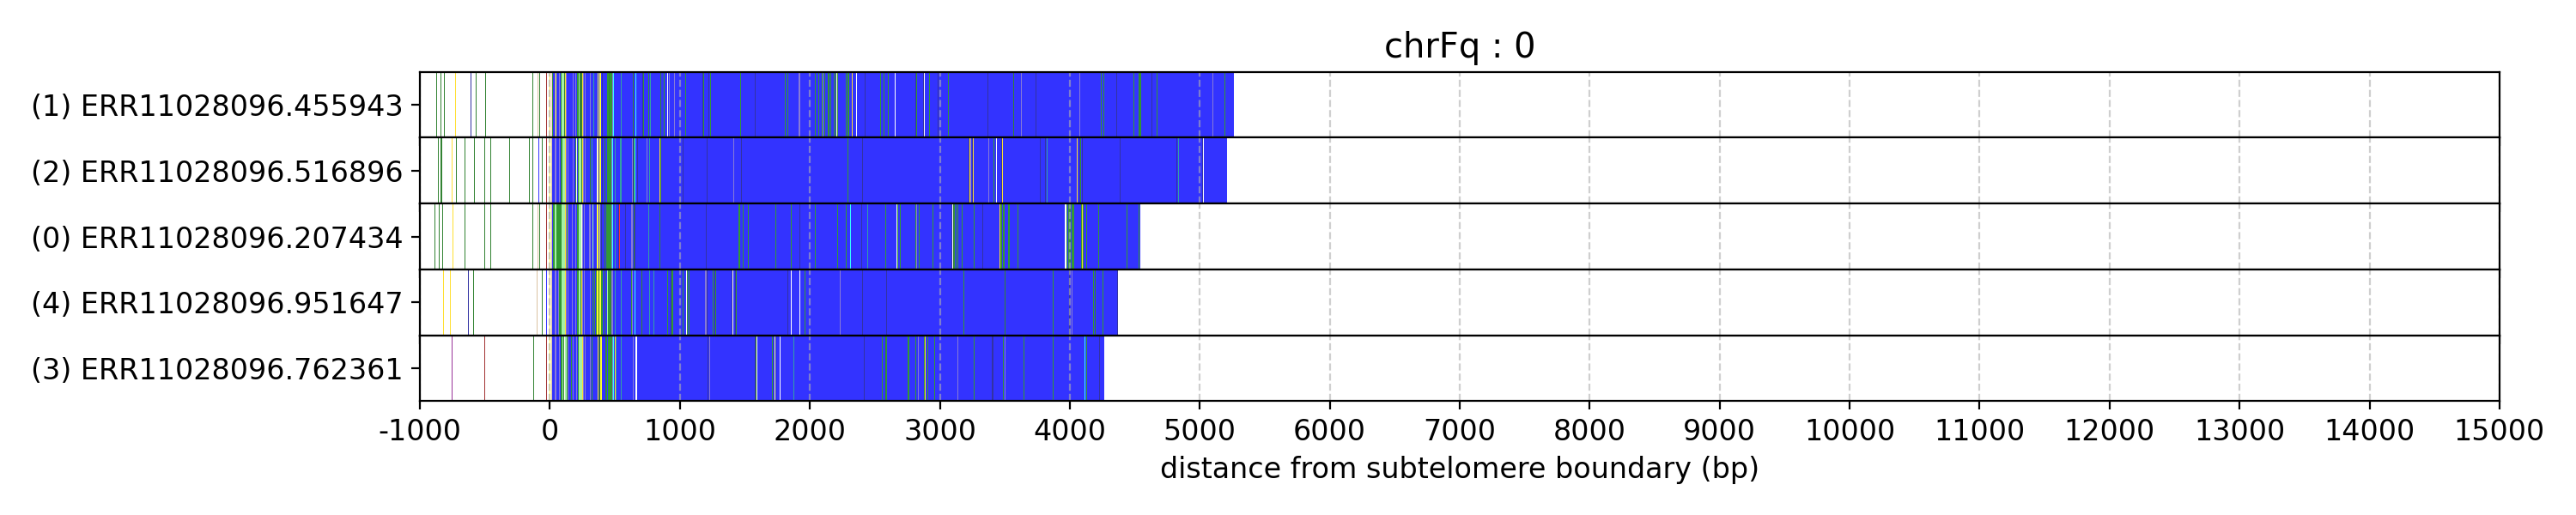 chrFq : 0
(1) ERR11028096.455943
(2) ERR11028096.516896
(0) ERR11028096.207434
(4) ERR11028096.951647
(3) ERR11028096.762361
-1000 0 1000 2000 3000 4000 5000 6000 7000 8000 9000 10000 11000 12000 13000 14000 15000
distance from subtelomere boundary (bp)